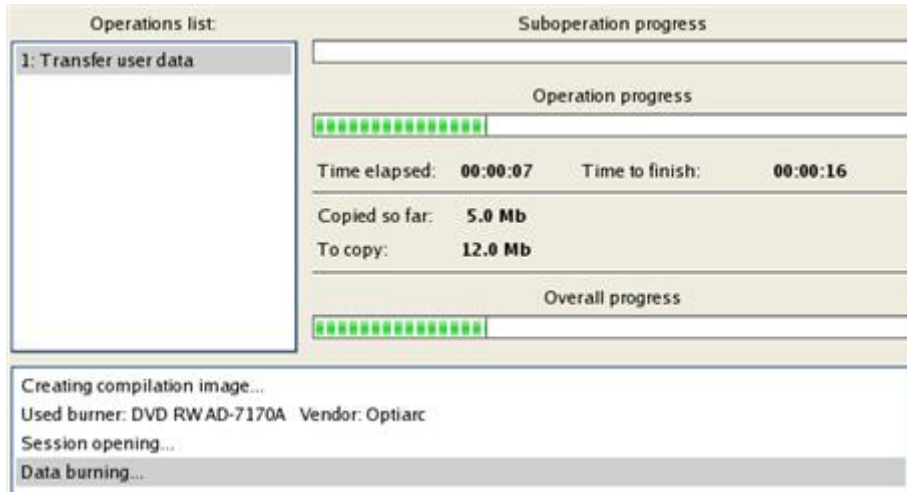 Operations list:
1: Transfer user data
Suboperation progress
Operation progress
Time elapsed: 00:00:07 Time to finish: 00:00:16
Copied so far: 5.0 Mb
To copy: 12.0 Mb
Overall progress
Creating compilation image...
Used burner: DVD RW AD-7170A Vendor: Optiarc
Session opening...
Data burning...